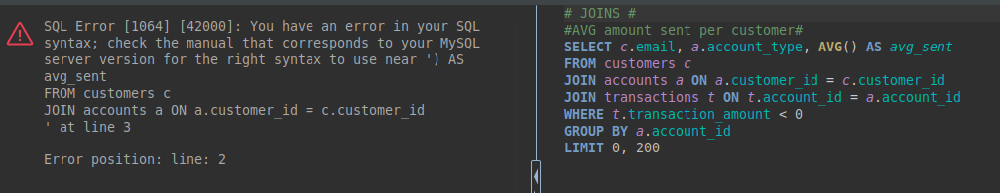 SQL Error [1064] [42000]: You have an error in your SQL
syntax; check the manual that corresponds to your MySQL
server version for the right syntax to use near ') AS
avg_sent
FROM customers c
JOIN accounts a ON a.customer_id = c.customer_id
' at line 3
Error position: line: 2
# JOINS #
#AVG amount sent per customer#
SELECT c.email, a.account_type, AVG() AS avg_sent
FROM customers c
JOIN accounts a ON a.customer_id = c.customer_id
JOIN transactions t ON t.account_id = a.account_id
WHERE t.transaction_amount < 0
GROUP BY a.account_id
LIMIT 0, 200